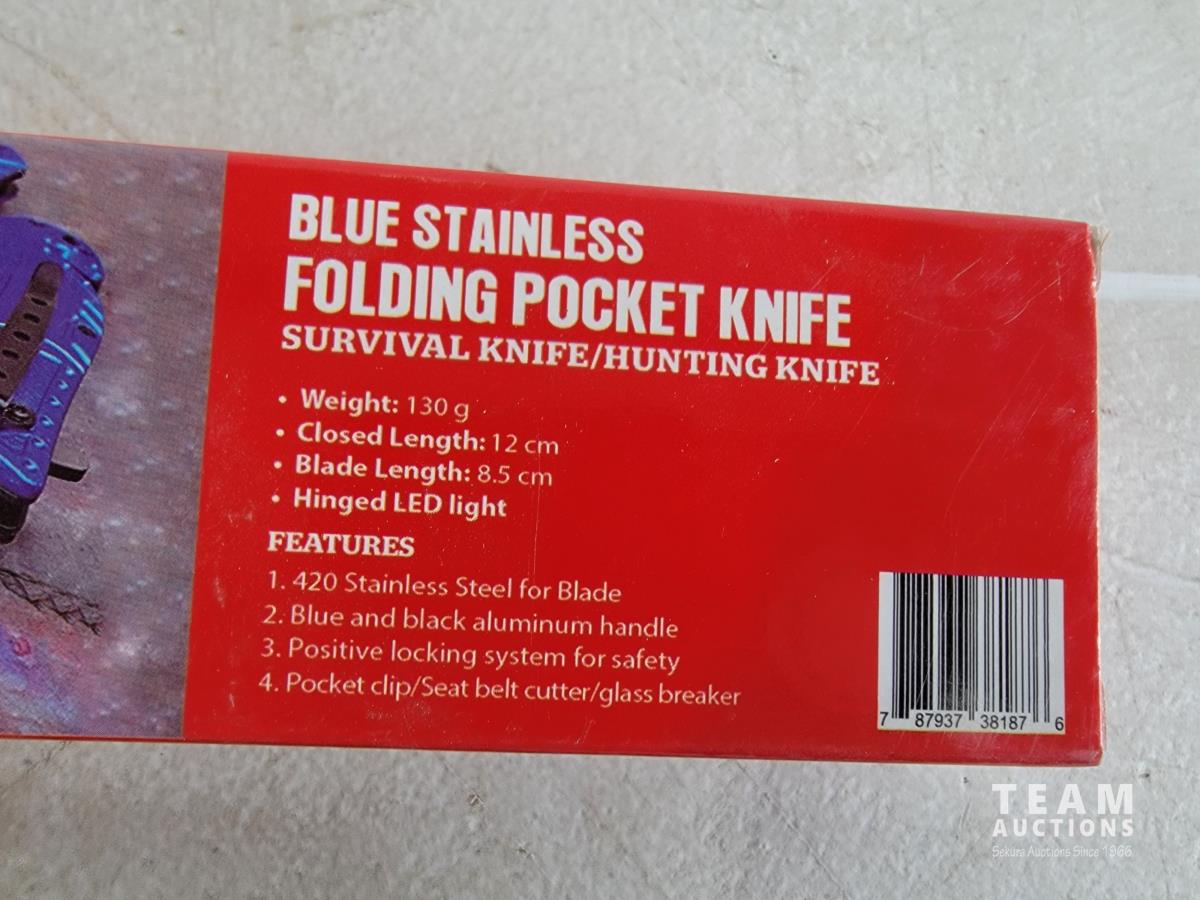 BLUE STAINLESS
FOLDING POCKET KNIFE
SURVIVAL KNIFE/HUNTING KNIFE
• Weight: 130 g
• Closed Length: 12 cm
• Blade Length: 8.5 cm
• Hinged LED light
FEATURES
1. 420 Stainless Steel for Blade
2. Blue and black aluminum handle
3. Positive locking system for safety
4. Pocket clip/Seat belt cutter/glass breaker
7 87937 38187 6
TEAM
AUCTIONS
Sekura Auctions Since 1966